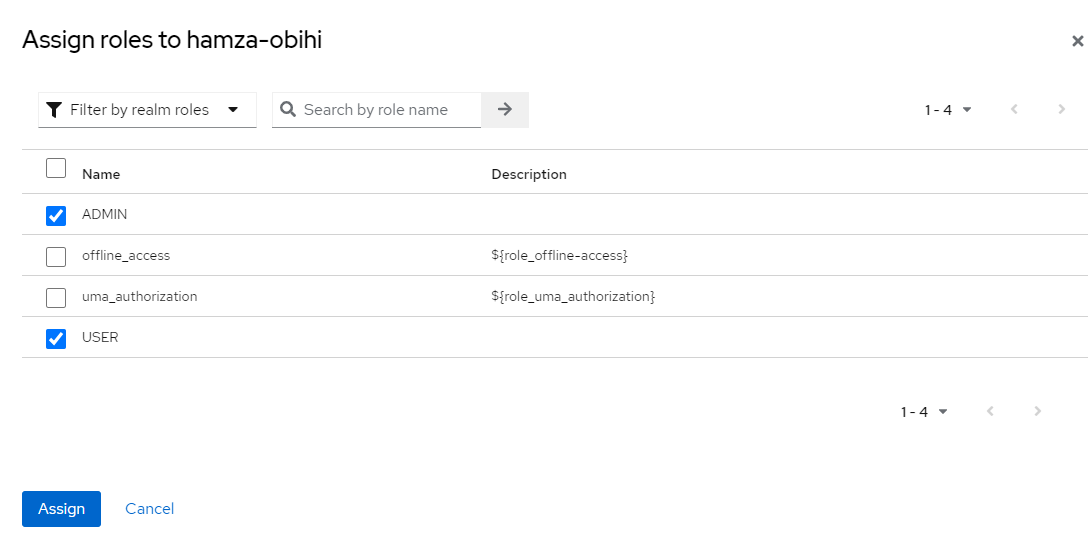 Assign roles to hamza-obihi
Filter by realm roles Search by role name 1 - 4
Name Description
ADMIN
offline_access ${role_offline-access}
uma_authorization ${role_uma_authorization}
USER
1 - 4
Assign Cancel